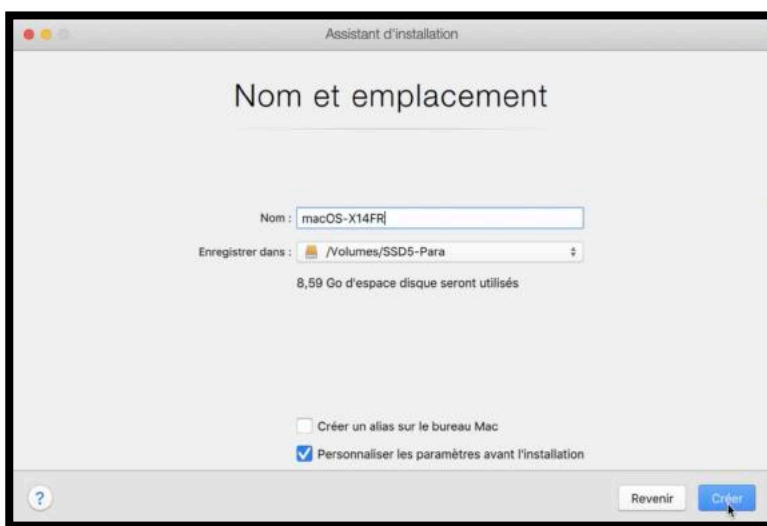 Assistant d'installation
Nom et emplacement
Nom : macOS-X14FR
Enregistrer dans : /Volumes/SSD5-Para
8,59 Go d'espace disque seront utilisés
Créer un alias sur le bureau Mac
Personnaliser les paramètres avant l'installation
? Revenir Créer